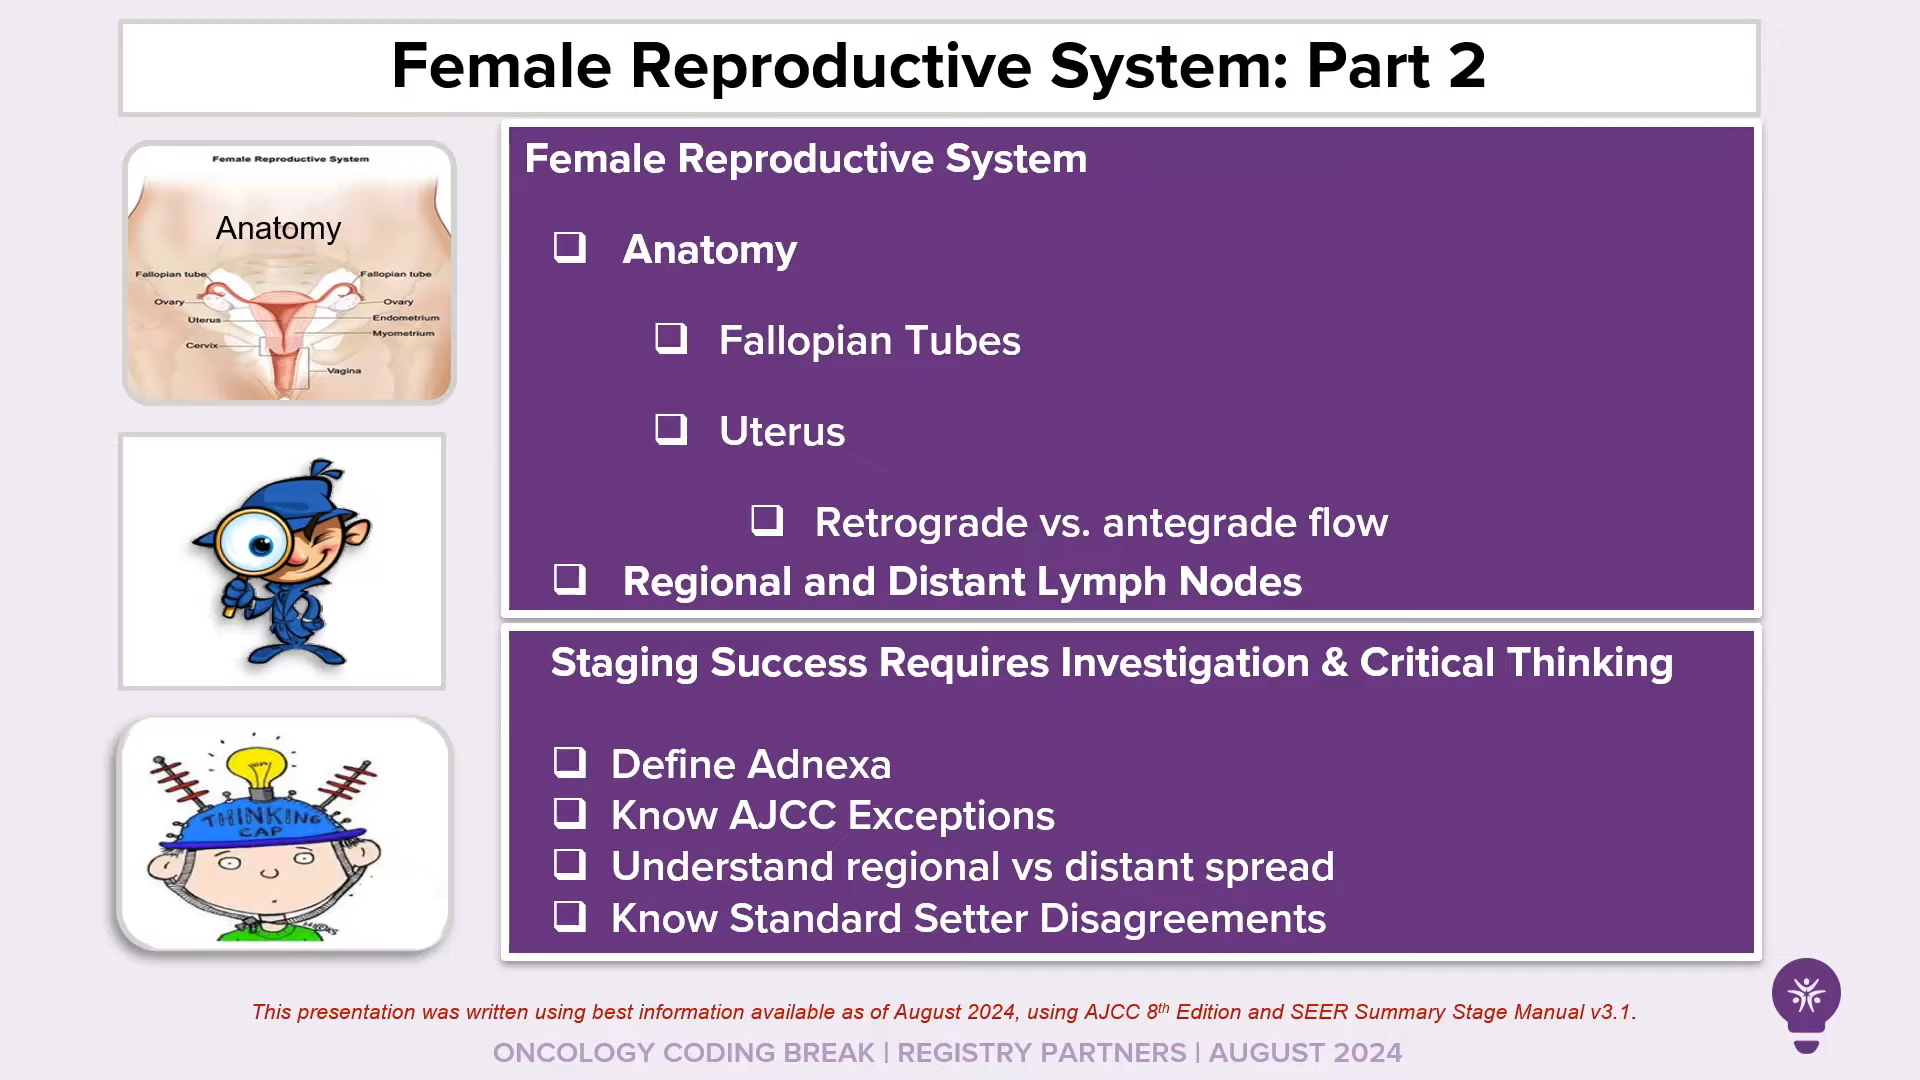 Female Reproductive System: Part 2
Female Reproductive System
Anatomy
Fallopian tube
Fallopian tube
Ovary
Ovary
Uterus
Endometrium
Myometrium
Cervix
Vagina
THINKING
CAP
Female Reproductive System
❑ Anatomy
❑ Fallopian Tubes
❑ Uterus
❑ Retrograde vs. antegrade flow
❑ Regional and Distant Lymph Nodes
Staging Success Requires Investigation & Critical Thinking
❑ Define Adnexa
❑ Know AJCC Exceptions
❑ Understand regional vs distant spread
❑ Know Standard Setter Disagreements
This presentation was written using best information available as of August 2024, using AJCC 8th Edition and SEER Summary Stage Manual v3.1.
ONCOLOGY CODING BREAK | REGISTRY PARTNERS | AUGUST 2024